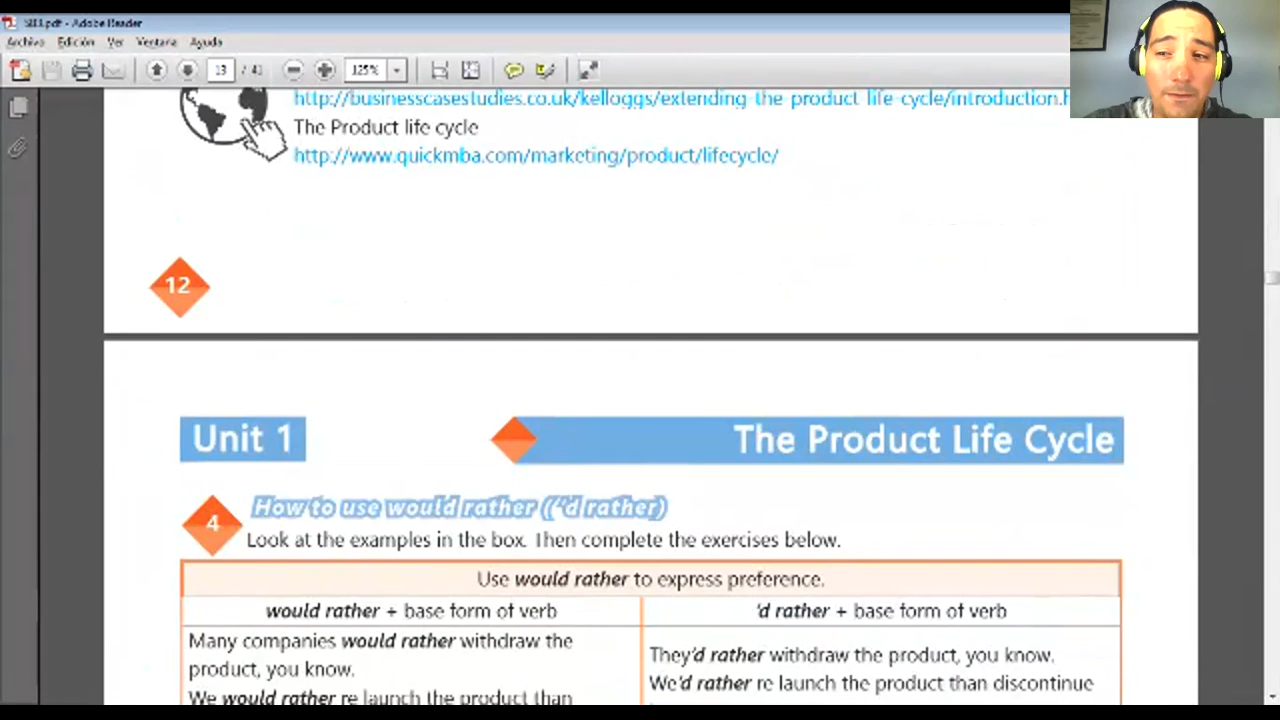 SB3.pdf - Adobe Reader
Archivo Edición Ver Ventana Ayuda
13 / 41 125%
http://businesscasestudies.co.uk/kelloggs/extending-the-product-life-cycle/introduction.h
The Product life cycle
http://www.quickmba.com/marketing/product/lifecycle/
12
Unit 1
The Product Life Cycle
4
How to use would rather (('d rather)
Look at the examples in the box. Then complete the exercises below.
Use would rather to express preference.
would rather + base form of verb
'd rather + base form of verb
Many companies would rather withdraw the
product, you know.
We would rather re launch the product than
They'd rather withdraw the product, you know.
We'd rather re launch the product than discontinue